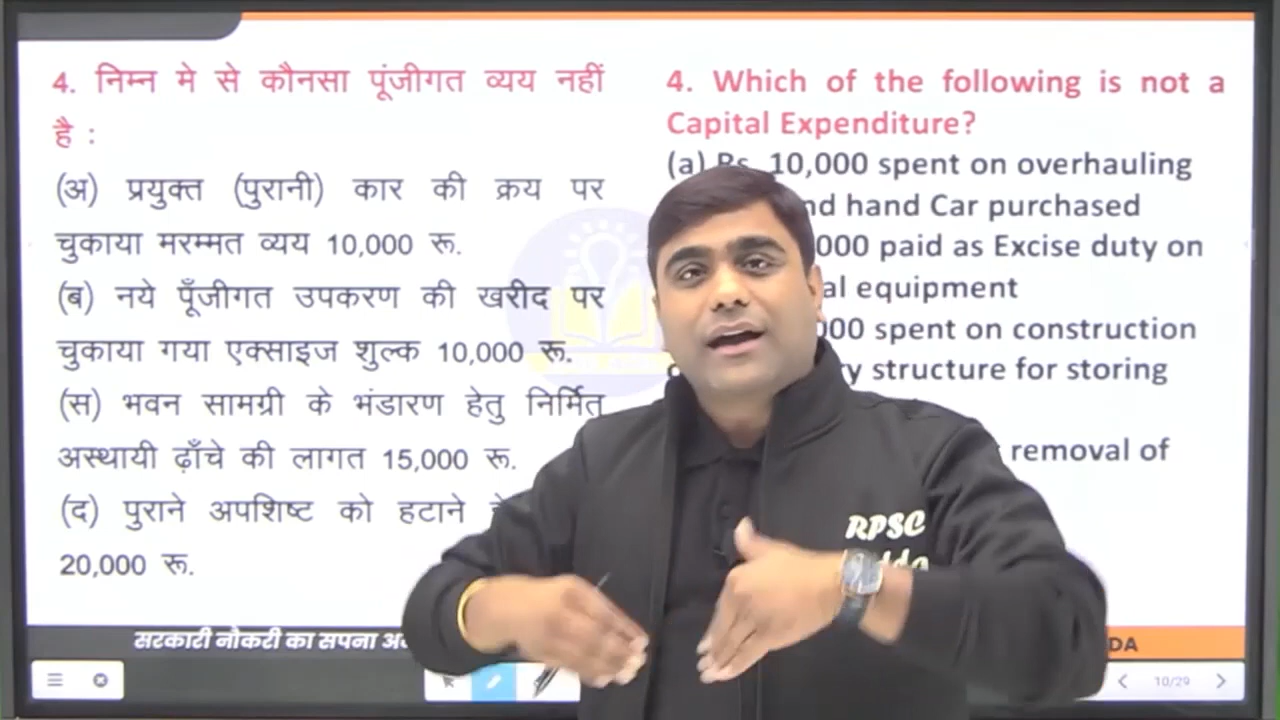 4. निम्न मे से कौनसा पूंजीगत व्यय नहीं
है :
(अ) प्रयुक्त (पुरानी) कार की क्रय पर
चुकाया मरम्मत व्यय 10,000 रू.
(ब) नये पूँजीगत उपकरण की खरीद पर
चुकाया गया एक्साइज शुल्क 10,000 रू.
(स) भवन सामग्री के भंडारण हेतु निर्मित
अस्थायी ढ़ाँचे की लागत 15,000 रू.
(द) पुराने अपशिष्ट को हटाने
20,000 रू.
4. Which of the following is not a
Capital Expenditure?
(a) Rs. 10,000 spent on overhauling
hand Car purchased
000 paid as Excise duty on
equipment
000 spent on construction
structure for storing
removal of
RPSC
सरकारी नौकरी का सपना
DA
10/29